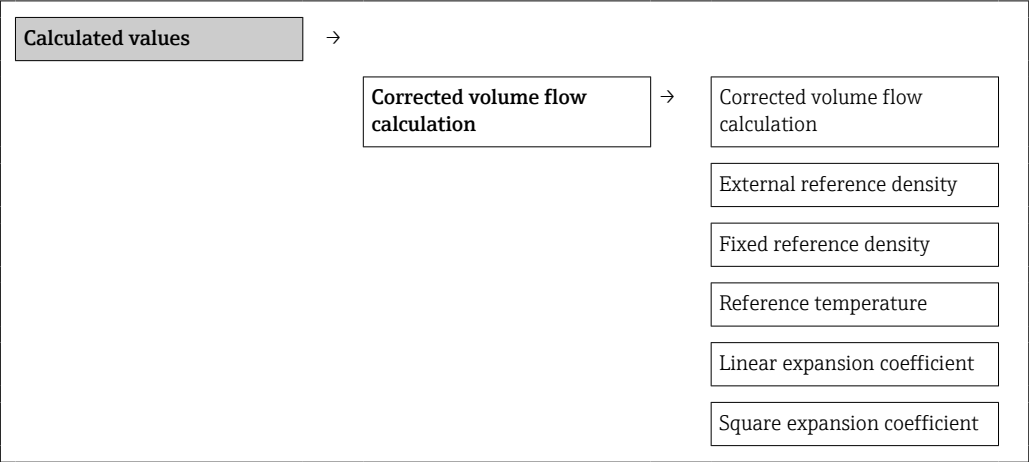 Calculated values →
Corrected volume flow
calculation
→
Corrected volume flow
calculation
External reference density
Fixed reference density
Reference temperature
Linear expansion coefficient
Square expansion coefficient